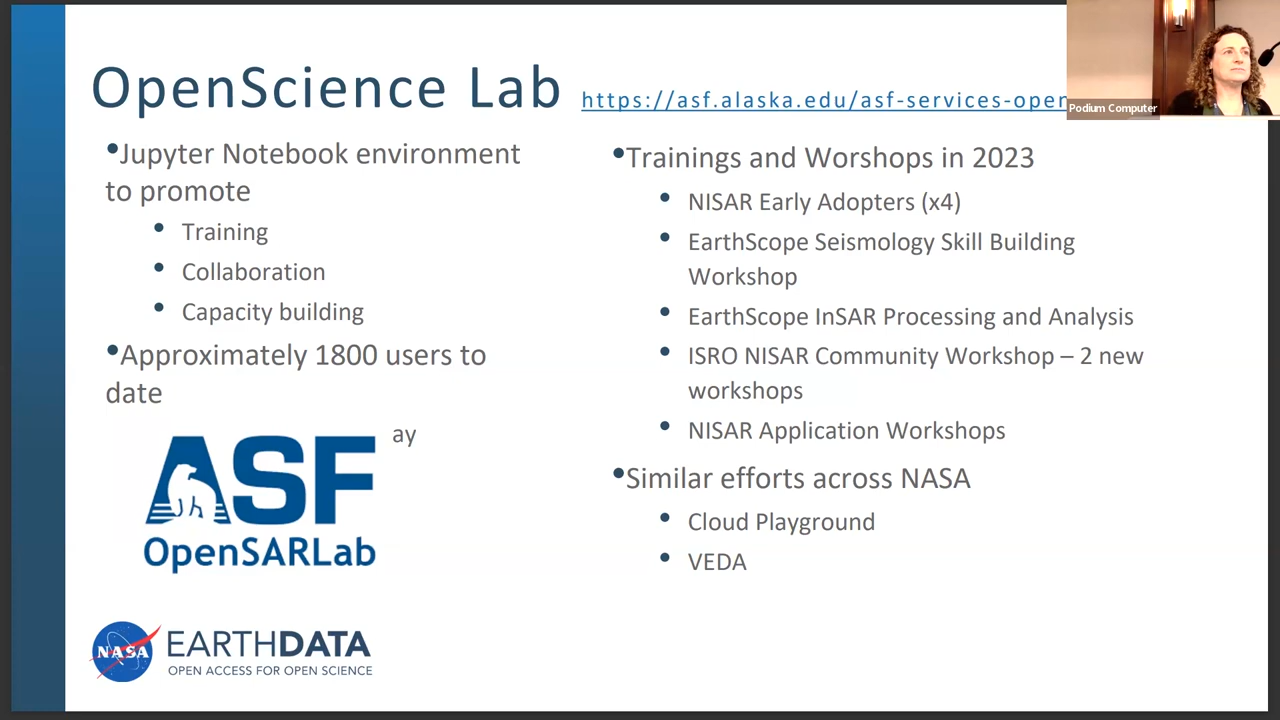 OpenScience Lab
https://asf.alaska.edu/asf-services-oper
Podium Computer
•Jupyter Notebook environment
to promote
• Training
• Collaboration
• Capacity building
•Approximately 1800 users to
date
ay
ASF
OpenSARLab
•Trainings and Worshops in 2023
• NISAR Early Adopters (x4)
• EarthScope Seismology Skill Building
Workshop
• EarthScope InSAR Processing and Analysis
• ISRO NISAR Community Workshop – 2 new
workshops
• NISAR Application Workshops
•Similar efforts across NASA
• Cloud Playground
• VEDA
NASA
EARTHDATA
OPEN ACCESS FOR OPEN SCIENCE